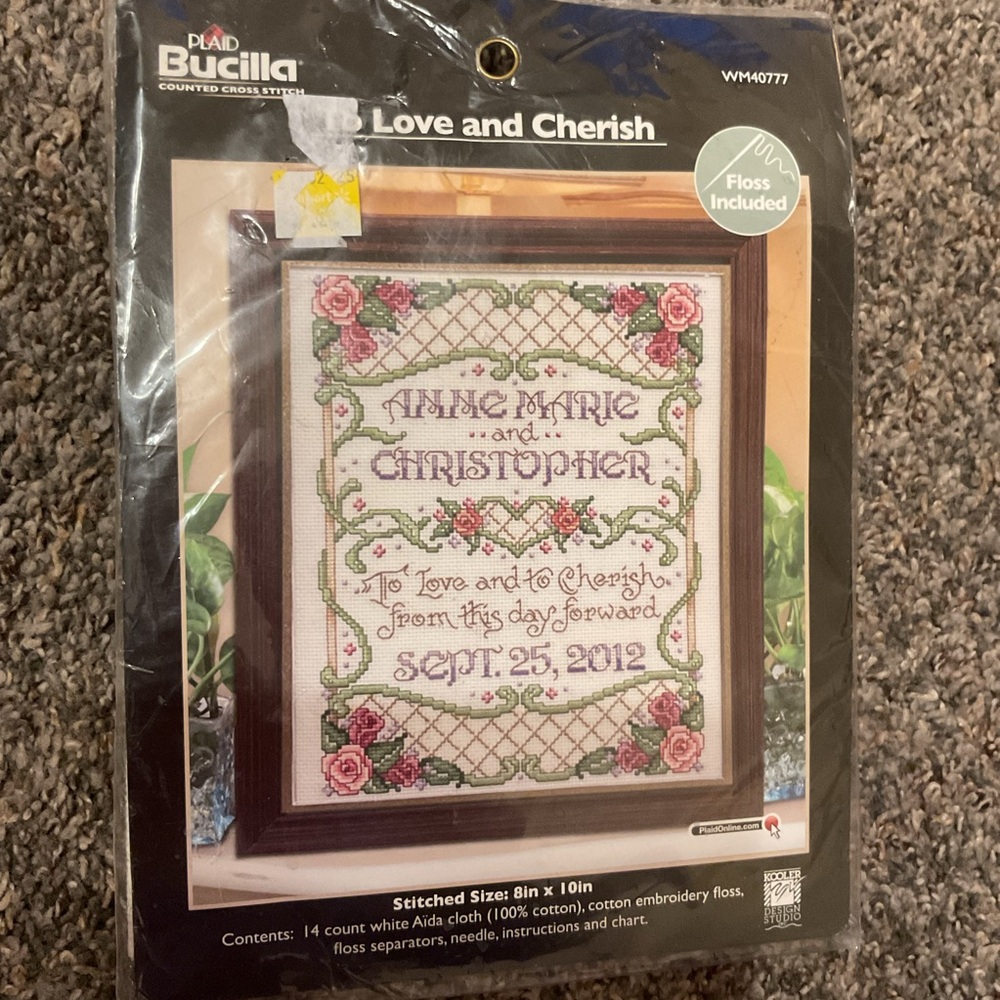 PLAID
Bucilla®
COUNTED CROSS STITCH
WM40777
To Love and Cherish
Floss
Included
ANNE MARIE
··and··
CHRISTOPHER
To Love and to Cherish
from this day forward
SEPT. 25, 2012
PlaidOnline.com
Stitched Size: 8in x 10in
Contents: 14 count white Aïda cloth (100% cotton), cotton embroidery floss,
floss separators, needle, instructions and chart.
KOOLER
DESIGN
STUDIO